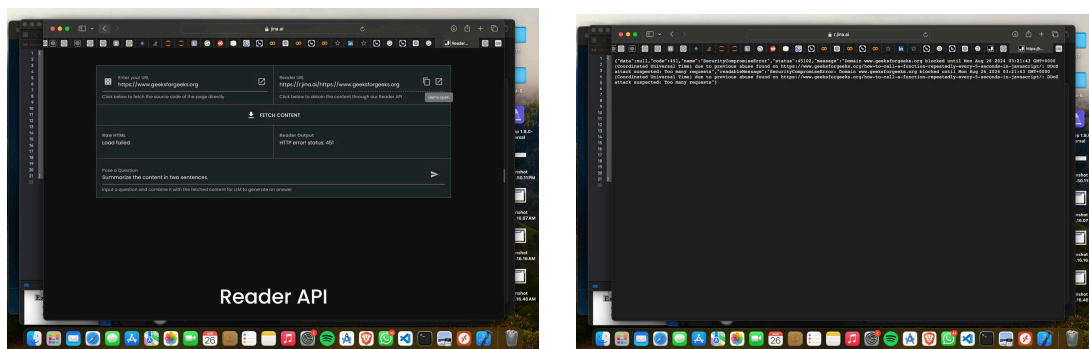 jina.ai
Reader...
Enter your URL
https://www.geeksforgeeks.org
Click below to fetch the source code of the page directly
Reader URL
https://r.jina.ai/https://www.geeksforgeeks.org
Click below to obtain the content through our Reader API
FETCH CONTENT
Raw HTML
Load failed
Reader Output
HTTP error! status: 451
Pose a Question
Summarize the content in two sentences.
Input a question and combine it with the fetched content for LLM to generate an answer
Reader API
26
r.jina.ai
{"data":null,"code":451,"name":"SecurityCompromiseError","status":45102,"message":"Domain www.geeksforgeeks.org blocked until Mon Aug 26 2024 03:21:43 GMT+0000
(Coordinated Universal Time) due to previous abuse found on https://www.geeksforgeeks.org/how-to-call-a-function-repeatedly-every-5-seconds-in-javascript/: DDoS
attack suspected: Too many requests","readableMessage":"SecurityCompromiseError: Domain www.geeksforgeeks.org blocked until Mon Aug 26 2024 03:21:43 GMT+0000
(Coordinated Universal Time) due to previous abuse found on https://www.geeksforgeeks.org/how-to-call-a-function-repeatedly-every-5-seconds-in-javascript/: DDoS
attack suspected: Too many requests"}
26